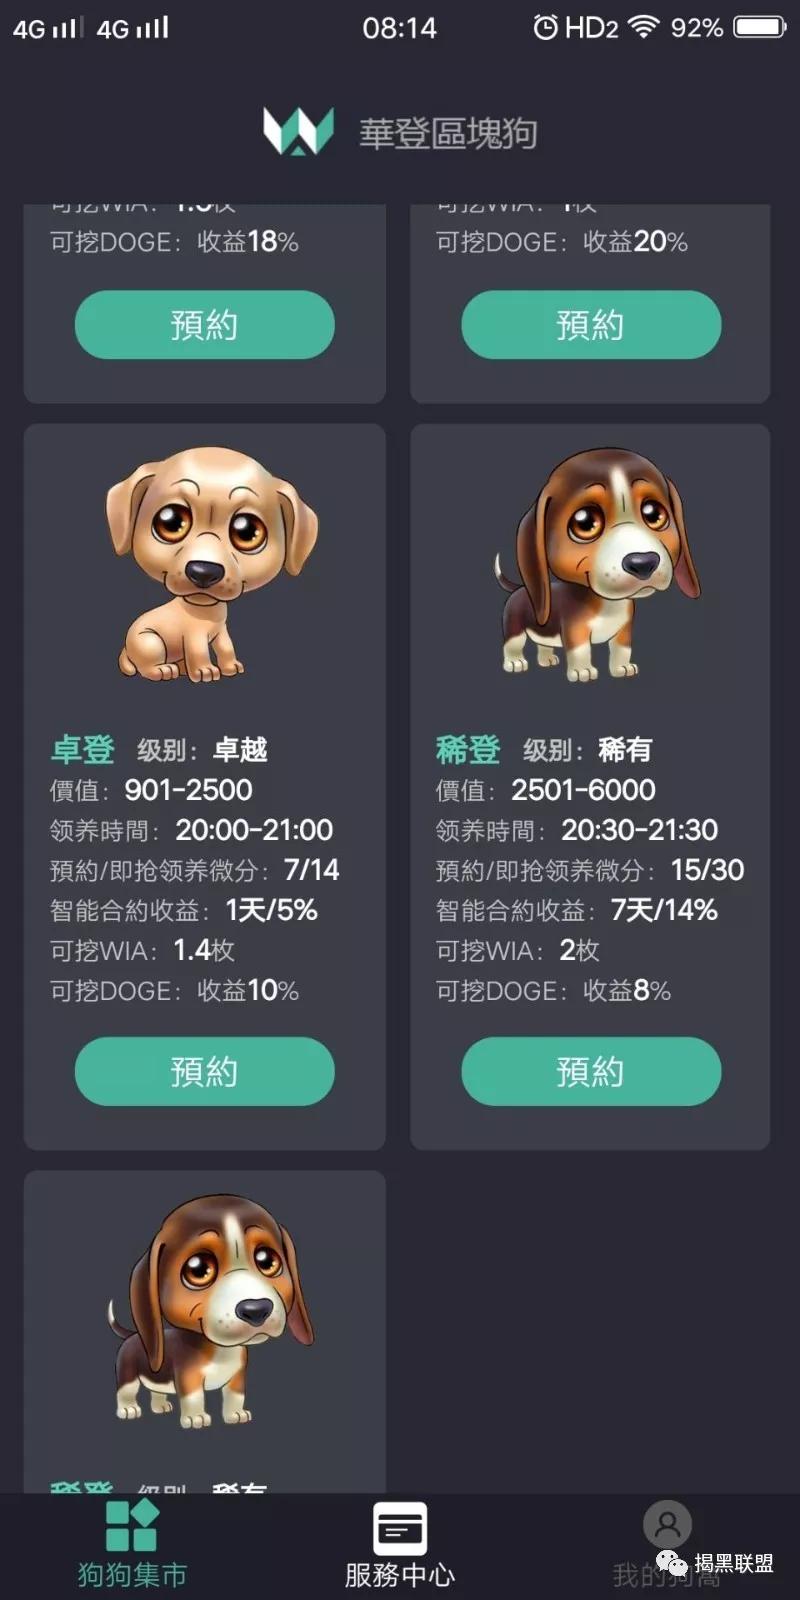 4G 4G 08:14 HD2 92%
華登區塊狗
可挖WIA：1.5枚 可挖WIA：1枚
可挖DOGE：收益18% 可挖DOGE：收益20%
預約 預約
卓登 级别：卓越
價值：901-2500
领养時間：20:00-21:00
預約/即抢领养微分：7/14
智能合約收益：1天/5%
可挖WIA：1.4枚
可挖DOGE：收益10%
預約
稀登 级别：稀有
價值：2501-6000
领养時間：20:30-21:30
預約/即抢领养微分：15/30
智能合約收益：7天/14%
可挖WIA：2枚
可挖DOGE：收益8%
預約
稀登 级别：稀有
狗狗集市 服務中心 我的狗窩
揭黑联盟